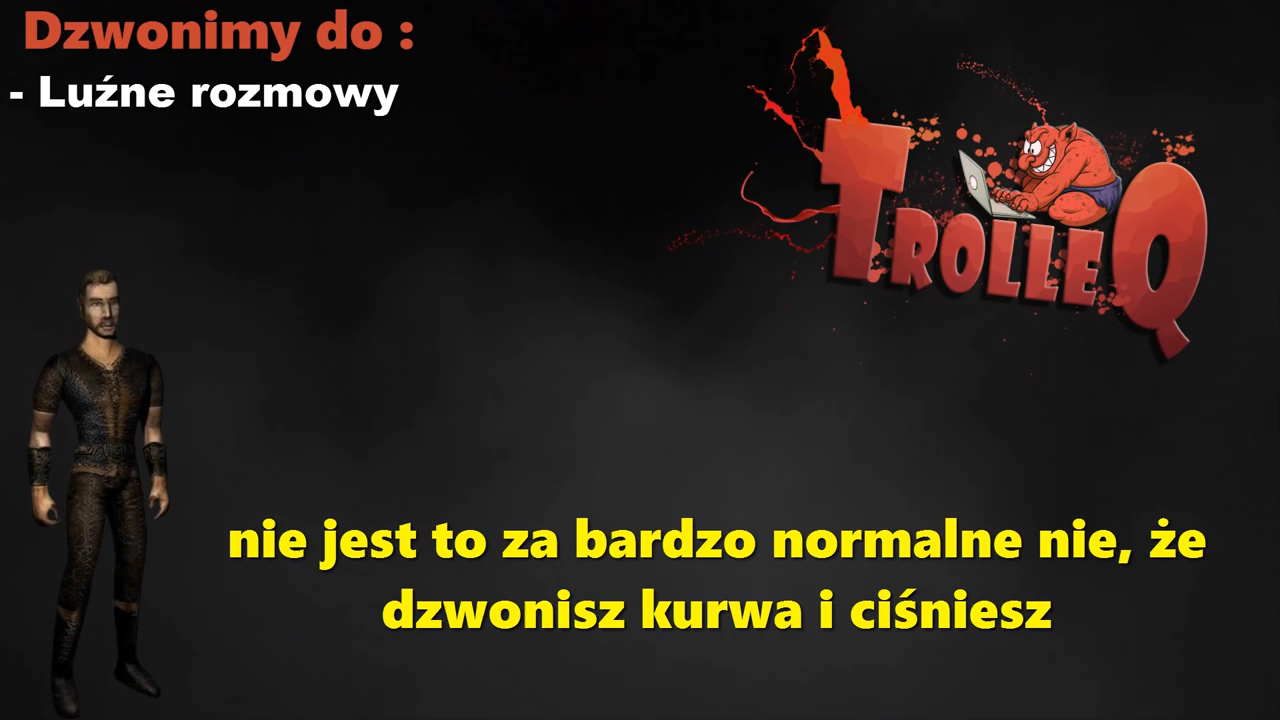 Dzwonimy do :
- Luźne rozmowy
TROLLEQ
nie jest to za bardzo normalne nie, że
dzwonisz kurwa i ciśniesz